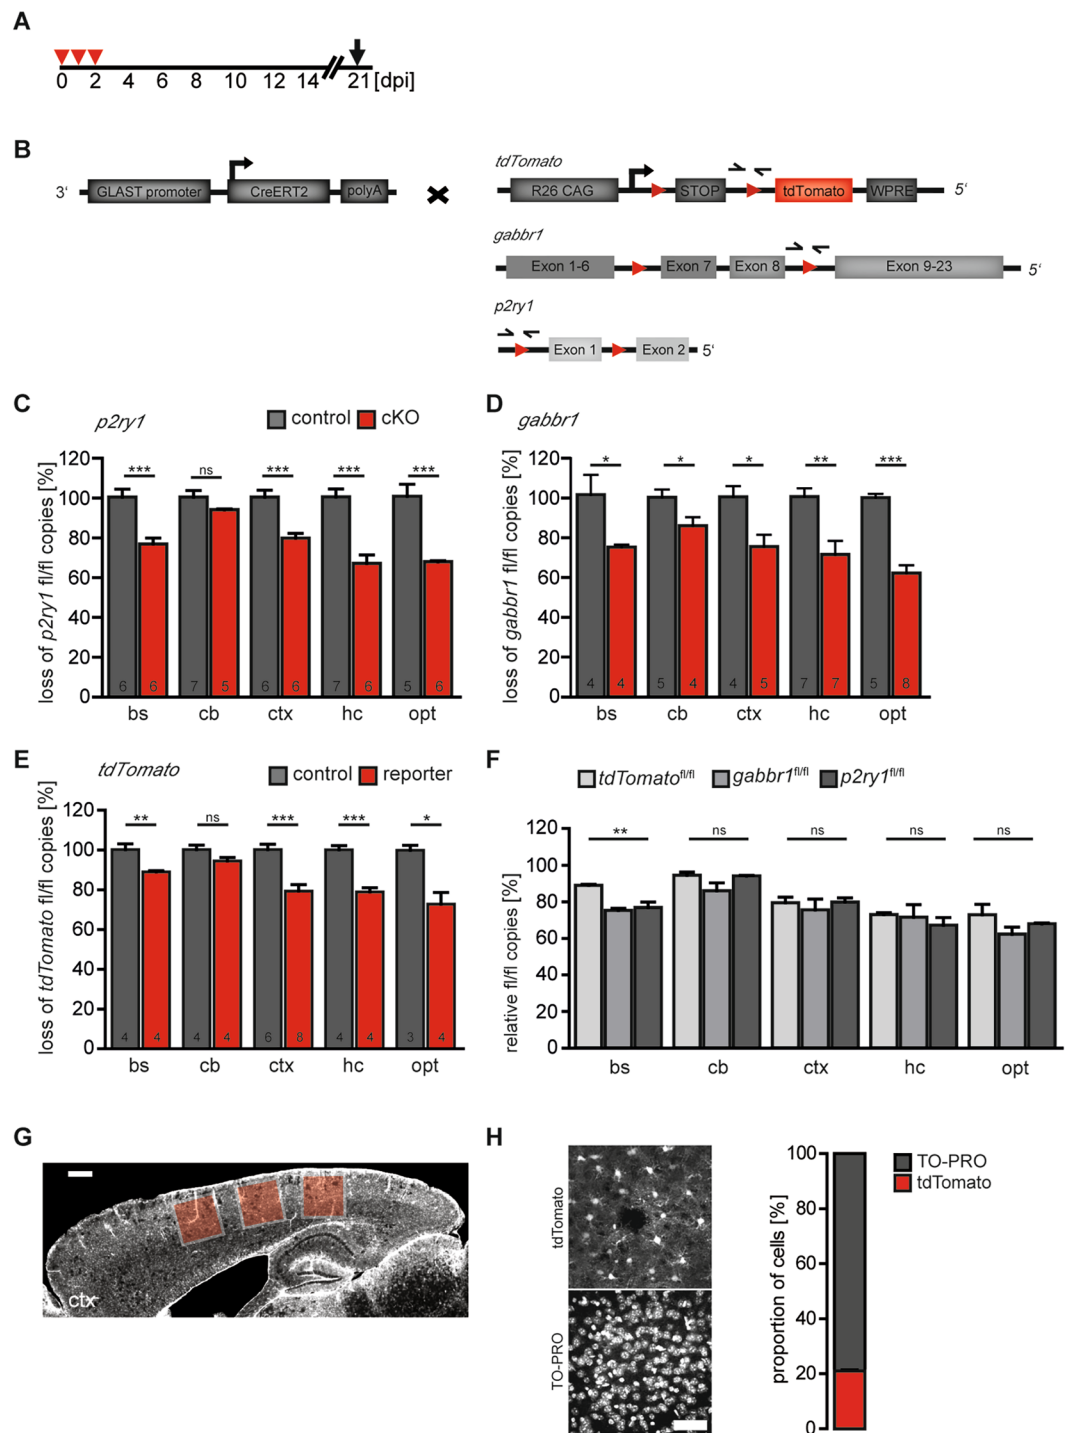 A
0 2 4 6 8 10 12 14 21 [dpi]
B
3‘ GLAST promoter CreERT2 polyA
tdTomato
R26 CAG STOP tdTomato WPRE 5‘
gabbr1
Exon 1-6 Exon 7 Exon 8 Exon 9-23 5‘
p2ry1
Exon 1 Exon 2 5‘
C
p2ry1
control cKO
loss of p2ry1 fl/fl copies [%]
120
100
80
60
40
20
0
*** ns *** *** ***
6 6 7 5 6 6 7 6 5 6
bs cb ctx hc opt
D
gabbr1
loss of gabbr1 fl/fl copies [%]
120
100
80
60
40
20
0
* * * ** ***
4 4 5 4 4 5 7 7 5 8
bs cb ctx hc opt
E
tdTomato
control reporter
loss of tdTomato fl/fl copies [%]
120
100
80
60
40
20
0
** ns *** *** *
4 4 4 4 6 8 4 4 3 4
bs cb ctx hc opt
F
tdTomato fl/fl gabbr1 fl/fl p2ry1 fl/fl
relative fl/fl copies [%]
120
100
80
60
40
20
0
** ns ns ns ns
bs cb ctx hc opt
G
ctx
H
tdTomato
TO-PRO
proportion of cells [%]
100
80
60
40
20
0
TO-PRO
tdTomato